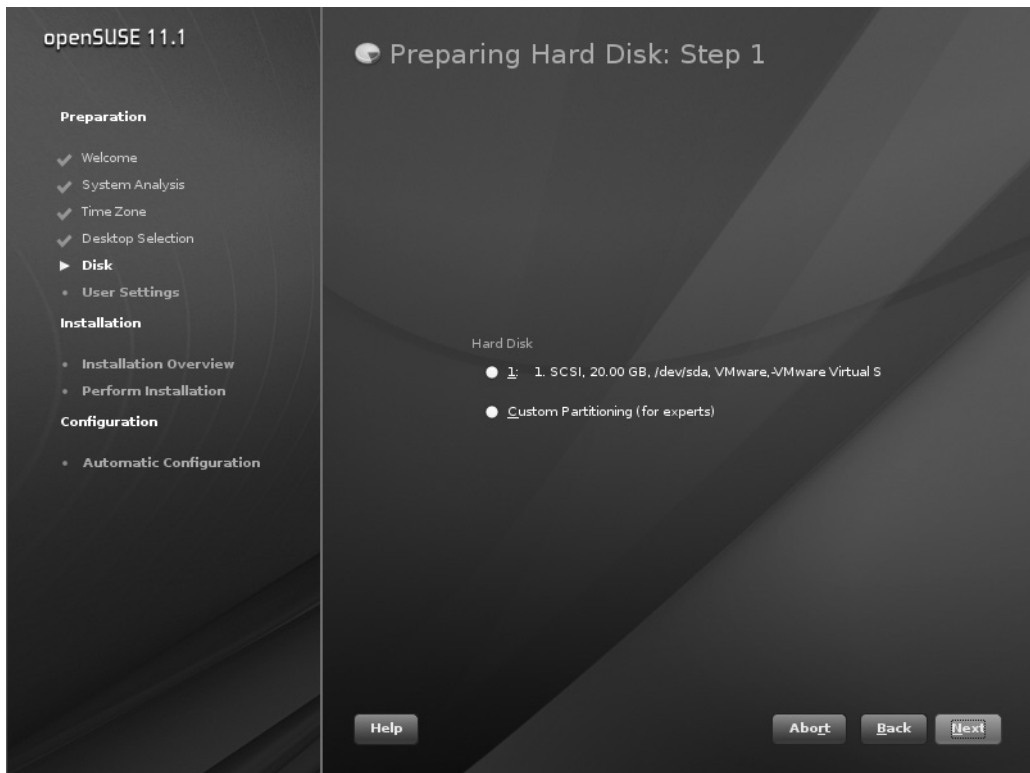 openSUSE 11.1
Preparation
Welcome
System Analysis
Time Zone
Desktop Selection
Disk
User Settings
Installation
Installation Overview
Perform Installation
Configuration
Automatic Configuration
Preparing Hard Disk: Step 1
Hard Disk
1: 1. SCSI, 20.00 GB, /dev/sda, VMware,-VMware Virtual S
Custom Partitioning (for experts)
Help
Abort
Back
Next